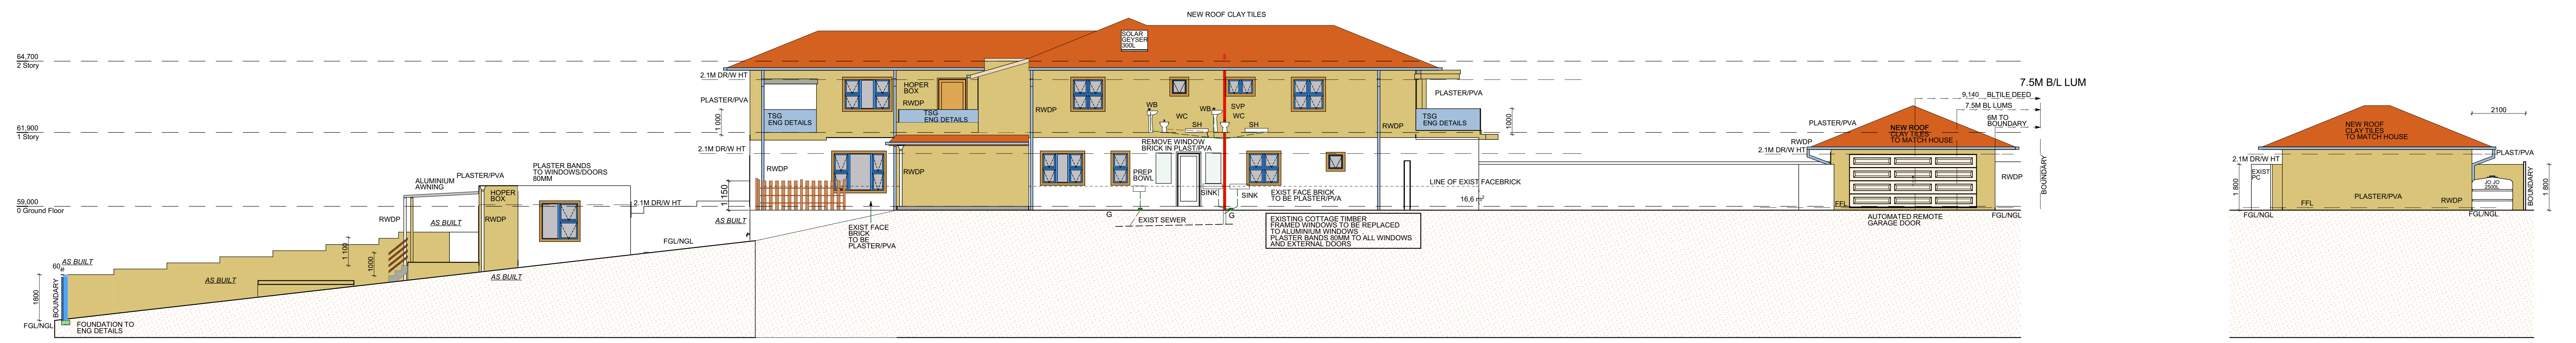 NEW ROOF CLAY TILES
SOLAR
GEYSER
300L
64,700
2 Story
61,900
1 Story
59,000
0 Ground Floor
2.1M DR/W HT
PLASTER/PVA
1 000
TSG
ENG DETAILS
HOPER
BOX
RWDP
TSG
ENG DETAILS
RWDP
WB
WC
SH
WB
SVP
WC
SH
RWDP
PLASTER/PVA
TSG
ENG DETAILS
1000
2.1M DR/W HT
RWDP
RWDP
REMOVE WINDOW
BRICK IN PLAST/PVA
PREP
BOWL
SINK
SINK
EXIST FACE BRICK
TO BE PLASTER/PVA
LINE OF EXIST FACEBRICK
16,6 m²
1 150
2.1M DR/W HT
AS BUILT
PLASTER BANDS
TO WINDOWS/DOORS
80MM
PLASTER/PVA
ALUMINIUM
AWNING
HOPER
BOX
RWDP
AS BUILT
RWDP
FGL/NGL
AS BUILT
AS BUILT
AS BUILT
1 100
1000
60
1800
BOUNDARY
FGL/NGL
FOUNDATION TO
ENG DETAILS
EXIST FACE
BRICK
TO BE
PLASTER/PVA
G
EXIST SEWER
G
EXISTING COTTAGE TIMBER
FRAMED WINDOWS TO BE REPLACED
TO ALUMINIUM WINDOWS
PLASTER BANDS 80MM TO ALL WINDOWS
AND EXTERNAL DOORS
7.5M B/L LUM
9,140
BLTILE DEED
7.5M BL LUMS
6M TO
BOUNDARY
PLASTER/PVA
NEW ROOF
CLAY TILES
TO MATCH HOUSE
RWDP
2.1M DR/W HT
RWDP
BOUNDARY
FFL
AUTOMATED REMOTE
GARAGE DOOR
FGL/NGL
2100
NEW ROOF
CLAY TILES
TO MATCH HOUSE
2.1M DR/W HT
PLAST/PVA
EXIST
PC
1 800
JO JO
2500L
BOUNDARY
1 800
PLASTER/PVA
RWDP
FFL
FGL/NGL
FGL/NGL